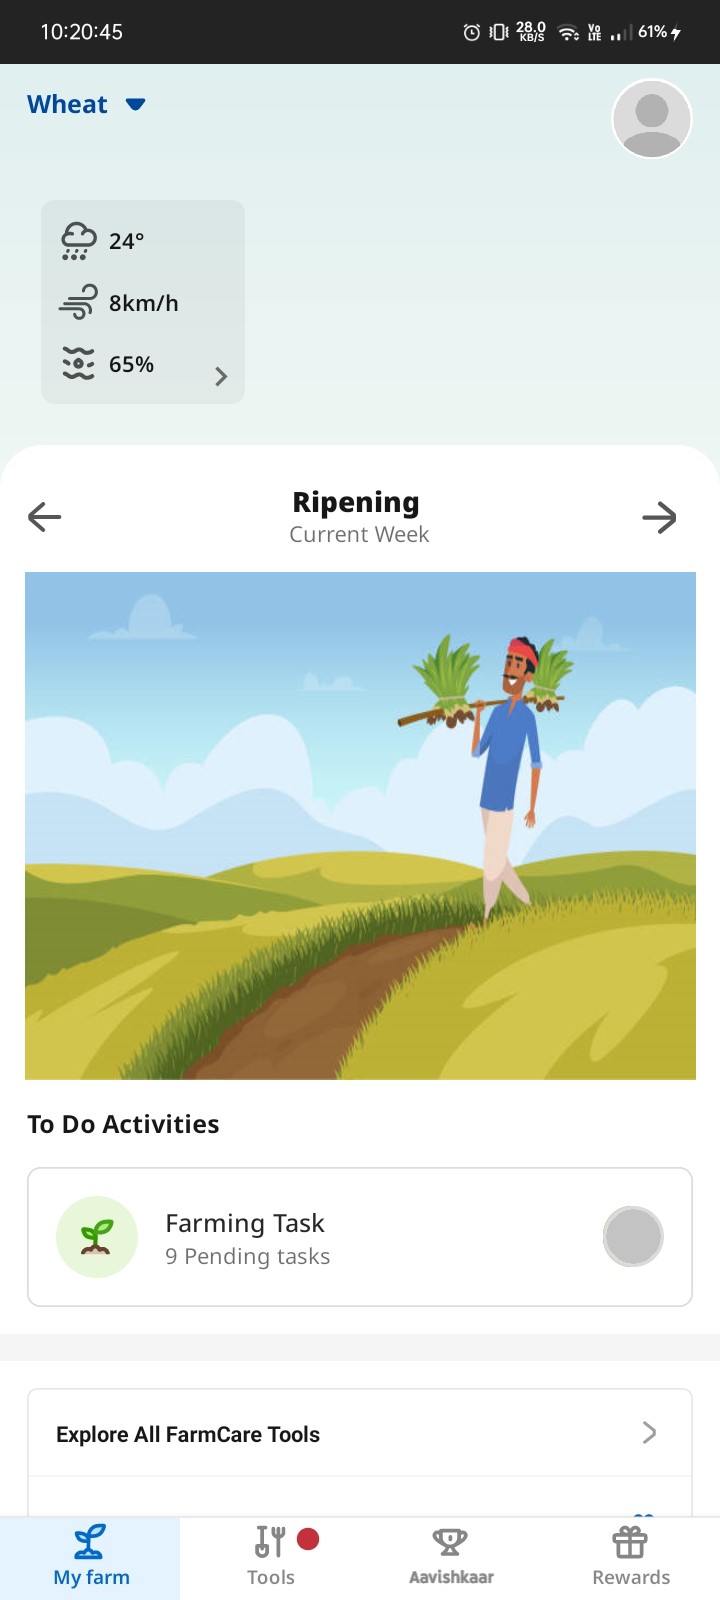 10:20:45
28.0
KB/S
Vo
LTE
61%
Wheat
24°
8km/h
65%
Ripening
Current Week
To Do Activities
Farming Task
9 Pending tasks
Explore All FarmCare Tools
My farm
Tools
Aavishkaar
Rewards